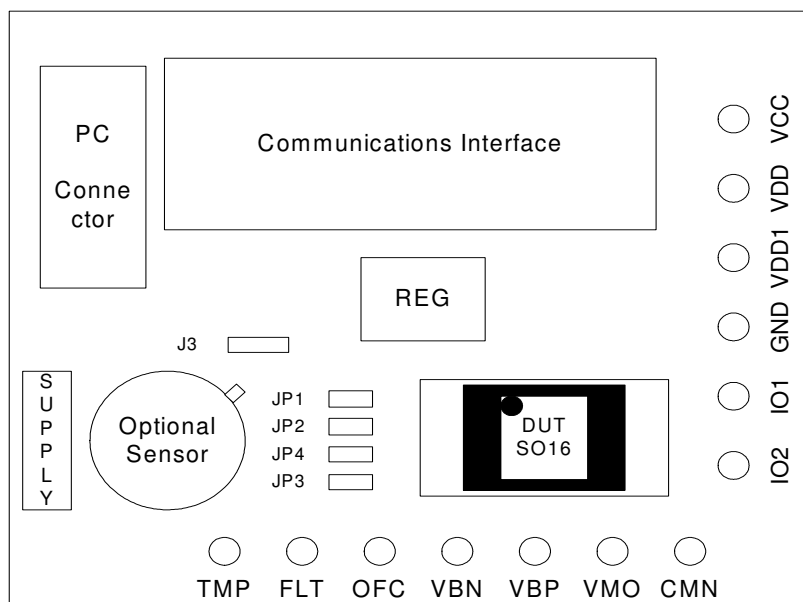 PC
Conne
ctor
Communications Interface
VCC
VDD
VDD1
REG
GND
J3
SUPPLY
Optional
Sensor
JP1
JP2
JP4
JP3
DUT
SO16
IO1
IO2
TMP FLT OFC VBN VBP VMO CMN